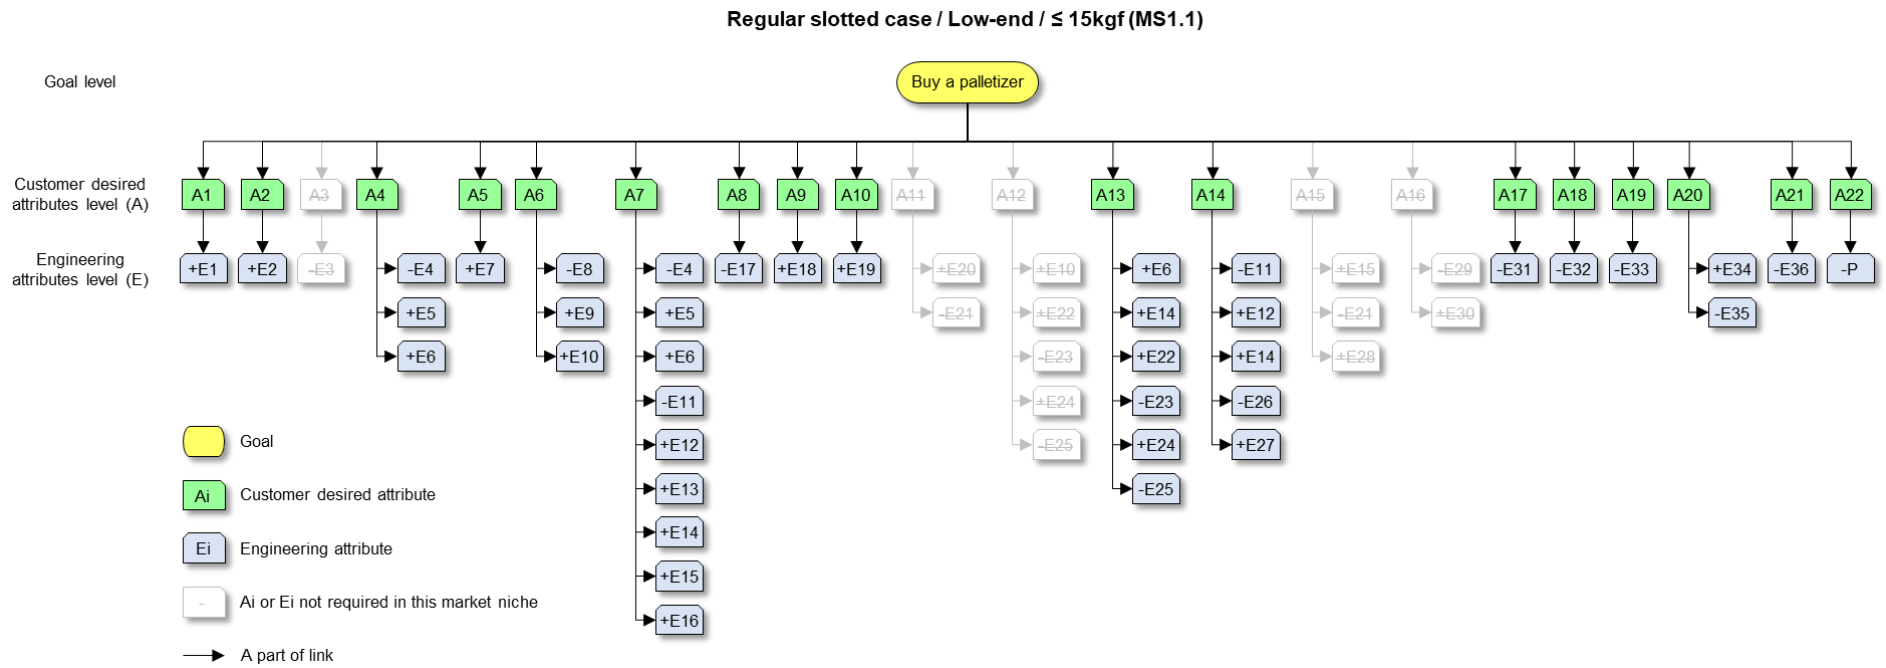 Regular slotted case / Low-end / ≤ 15kgf (MS1.1)
Goal level
Buy a palletizer
Customer desired
attributes level (A)
A1 A2 A3 A4 A5 A6 A7 A8 A9 A10 A11 A12 A13 A14 A15 A16 A17 A18 A19 A20 A21 A22
Engineering
attributes level (E)
+E1 +E2 -E3 -E4 +E7 -E8 -E4 -E17 +E18 +E19 +E20 +E10 +E6 -E11 +E15 -E29 -E31 -E32 -E33 +E34 -E36 -P
+E5 +E9 +E5 -E21 +E22 +E14 +E12 -E21 +E30 -E35
+E6 +E10 +E6 -E23 +E22 +E14 +E28
-E11 +E24 -E23 -E26
Goal
+E12 -E25 +E24 +E27
Ai Customer desired attribute
+E13 -E25
+E14
Ei Engineering attribute
+E15
- Ai or Ei not required in this market niche
+E16
A part of link